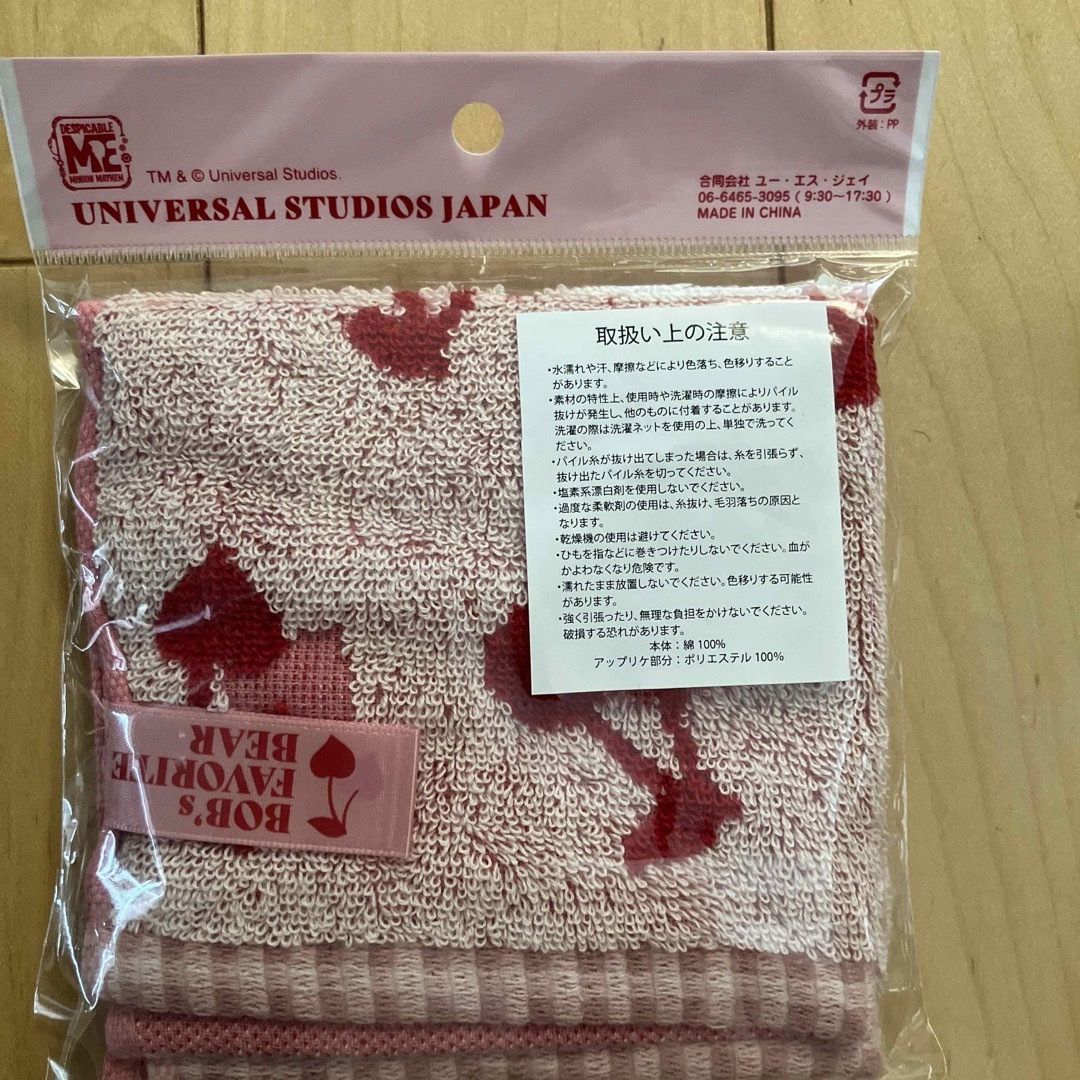 DESPICABLE
ME
MINION MAYHEM
TM & © Universal Studios.
UNIVERSAL STUDIOS JAPAN
プラ
外装：PP
合同会社 ユー・エス・ジェイ
06-6465-3095 ( 9:30～17:30 )
MADE IN CHINA
取扱い上の注意
・水濡れや汗、摩擦などにより色落ち、色移りすること
があります。
・素材の特性上、使用時や洗濯時の摩擦によりパイル
抜けが発生し、他のものに付着することがあります。
洗濯の際は洗濯ネットを使用の上、単独で洗ってく
ださい。
・パイル糸が抜け出てしまった場合は、糸を引張らず、
抜け出たパイル糸を切ってください。
・塩素系漂白剤を使用しないでください。
・過度な柔軟剤の使用は、糸抜け、毛羽落ちの原因と
なります。
・乾燥機の使用は避けてください。
・ひもを指などに巻きつけたりしないでください。血が
かよわなくなり危険です。
・濡れたまま放置しないでください。色移りする可能性
があります。
・強く引張ったり、無理な負担をかけないでください。
破損する恐れがあります。
本体：綿 100%
アップリケ部分：ポリエステル 100%
BOB's
FAVORITE
BEAR